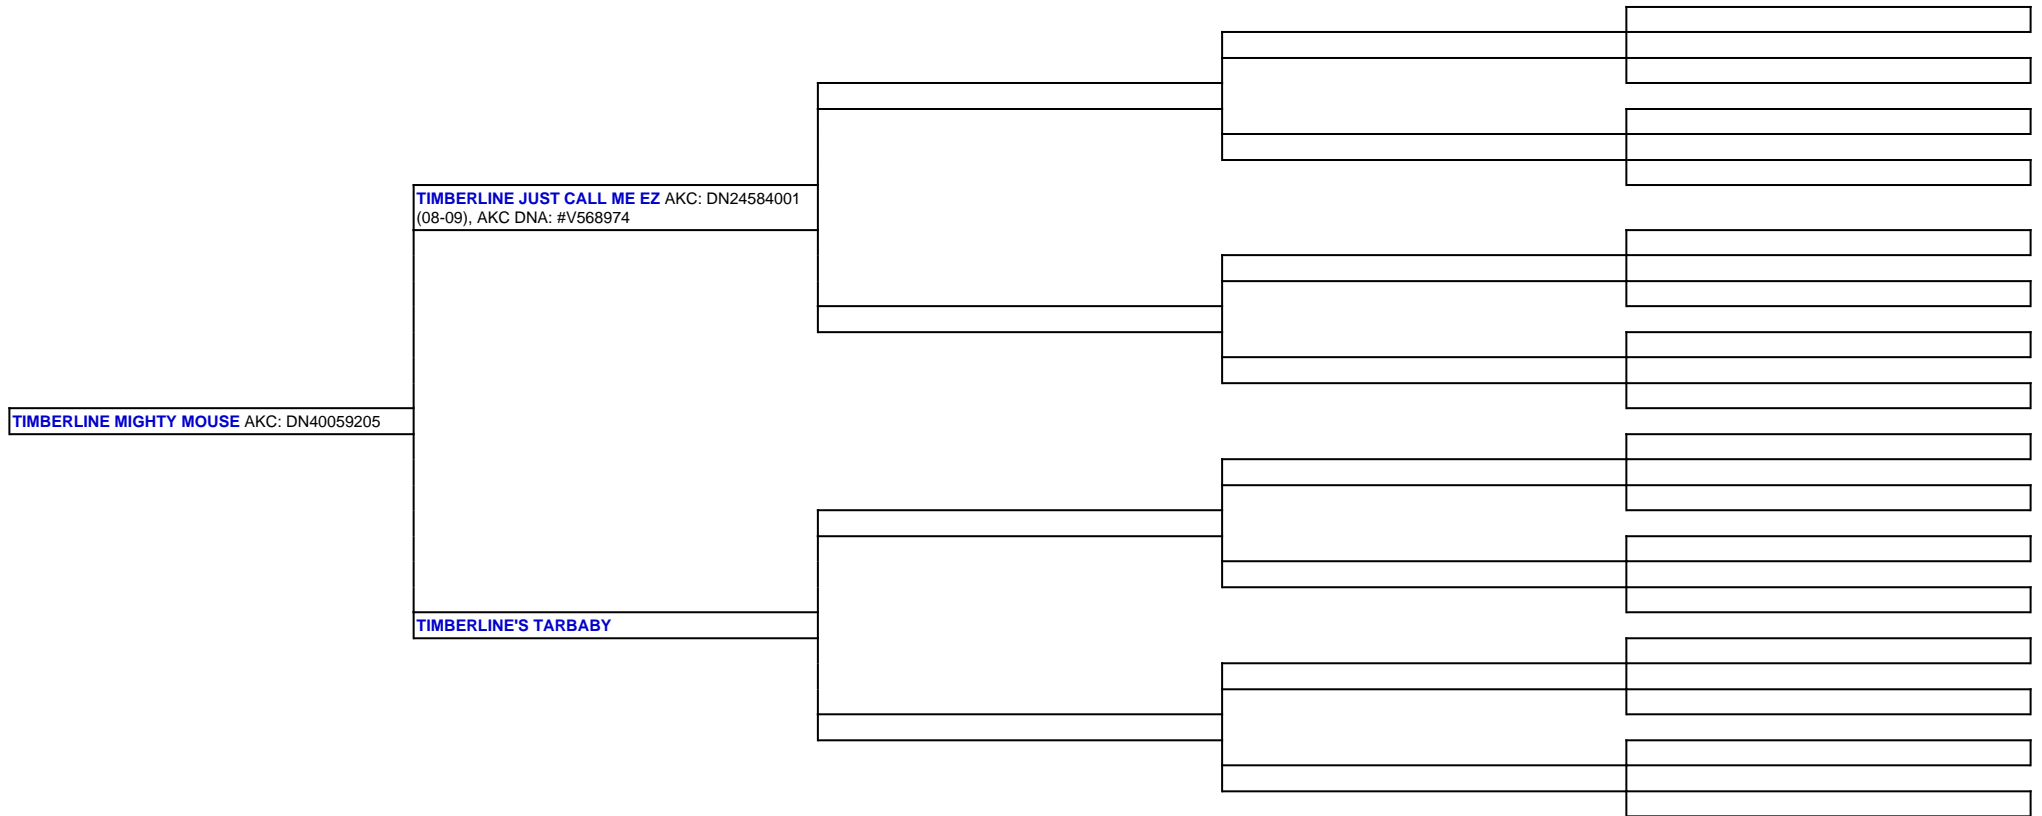 TIMBERLINE JUST CALL ME EZ AKC: DN24584001
(08-09), AKC DNA: #V568974
TIMBERLINE MIGHTY MOUSE AKC: DN40059205
TIMBERLINE'S TARBABY